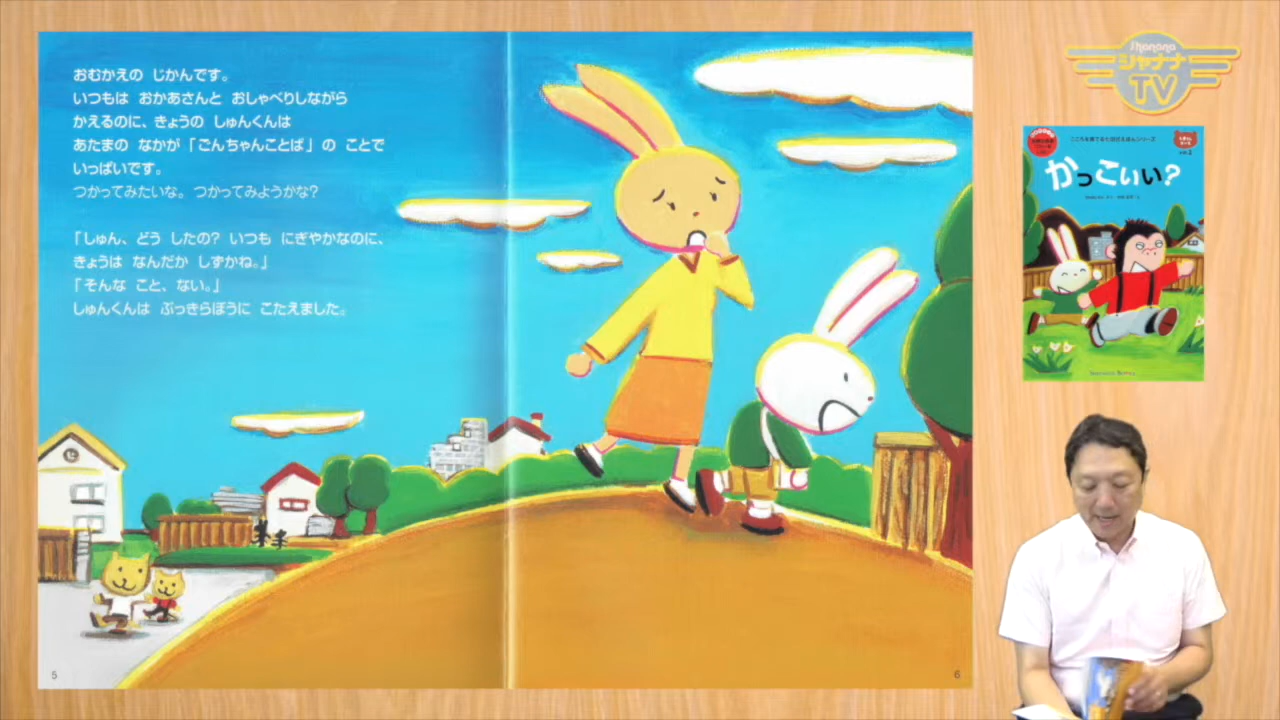 おむかえの じかんです。
いつもは おかあさんと おしゃべりしながら
かえるのに、きょうの しゅんくんは
あたまの なかが「ごんちゃんことば」の ことで
いっぱいです。
つかってみたいな。つかってみようかな?
「しゅん、どう したの? いつも にぎやかなのに、
きょうは なんだか しずかね。」
「そんな こと、ない。」
しゅんくんは ぶっきらぼうに こたえました。
5
6
Shanana
シャナナ
TV
かっこいい?